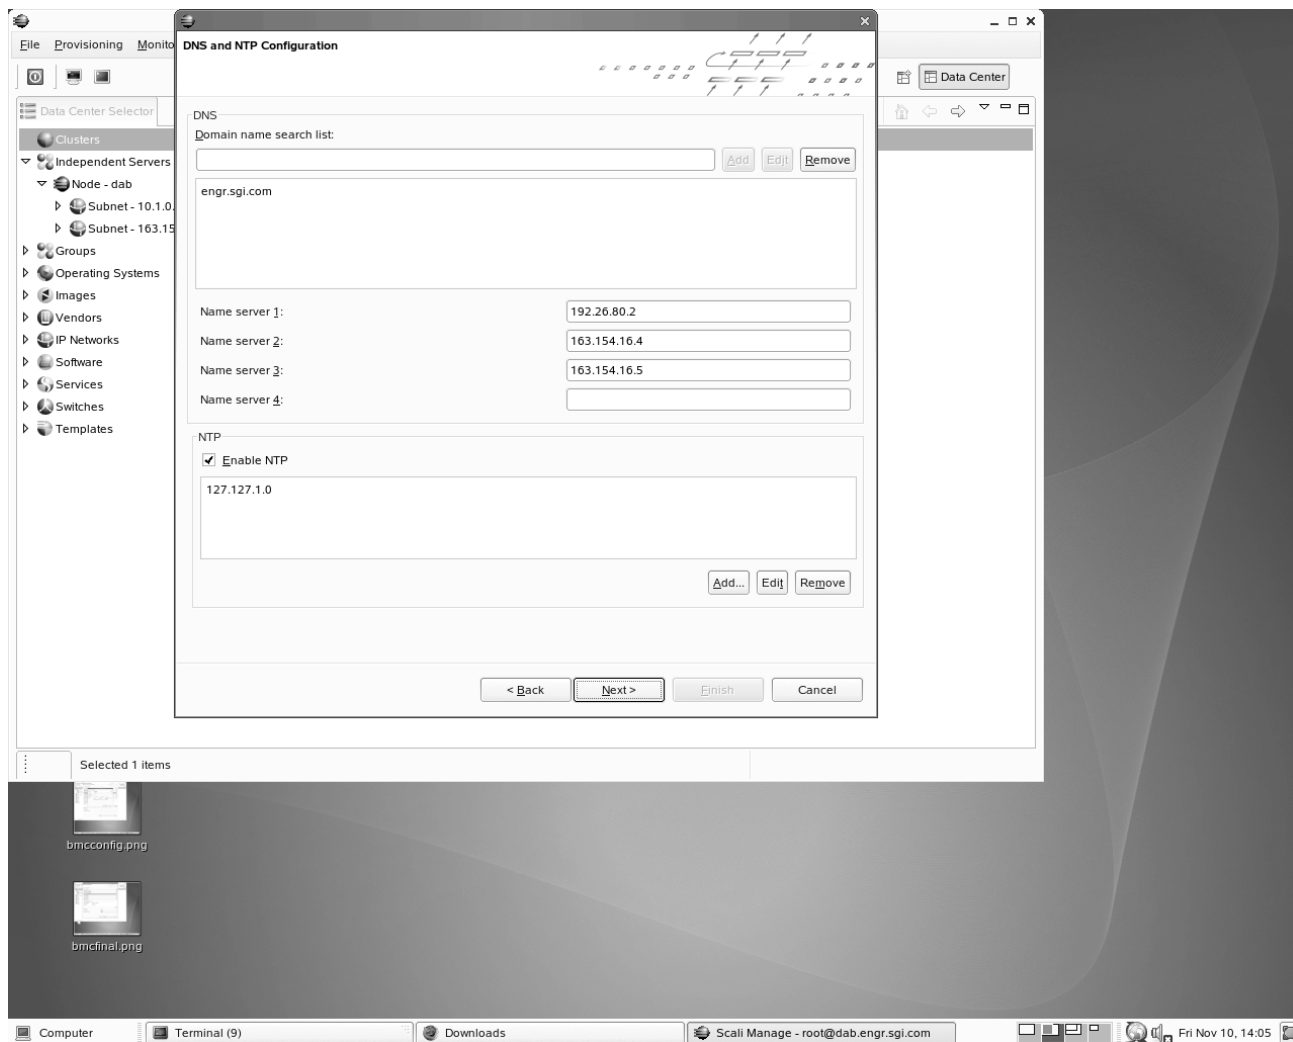 File Provisioning Monito
DNS and NTP Configuration
Data Center
Data Center Selector
Clusters
Independent Servers
Node - dab
Subnet - 10.1.0.
Subnet - 163.15
Groups
Operating Systems
Images
Vendors
IP Networks
Software
Services
Switches
Templates
DNS
Domain name search list:
Add Edit Remove
engr.sgi.com
Name server 1: 192.26.80.2
Name server 2: 163.154.16.4
Name server 3: 163.154.16.5
Name server 4:
NTP
Enable NTP
127.127.1.0
Add... Edit Remove
< Back Next > Finish Cancel
Selected 1 items
bmcconfig.png
bmcfinal.png
Computer Terminal (9) Downloads Scali Manage - root@dab.engr.sgi.com Fri Nov 10, 14:05